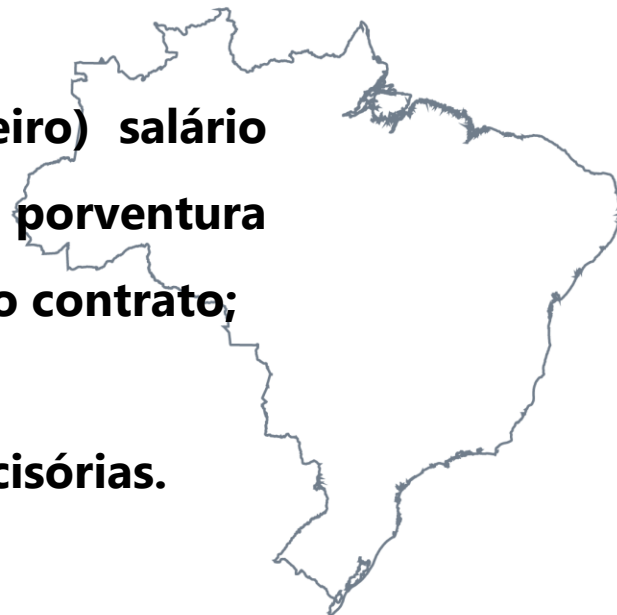 eiro) salário
porventura
o contrato;
cisórias.